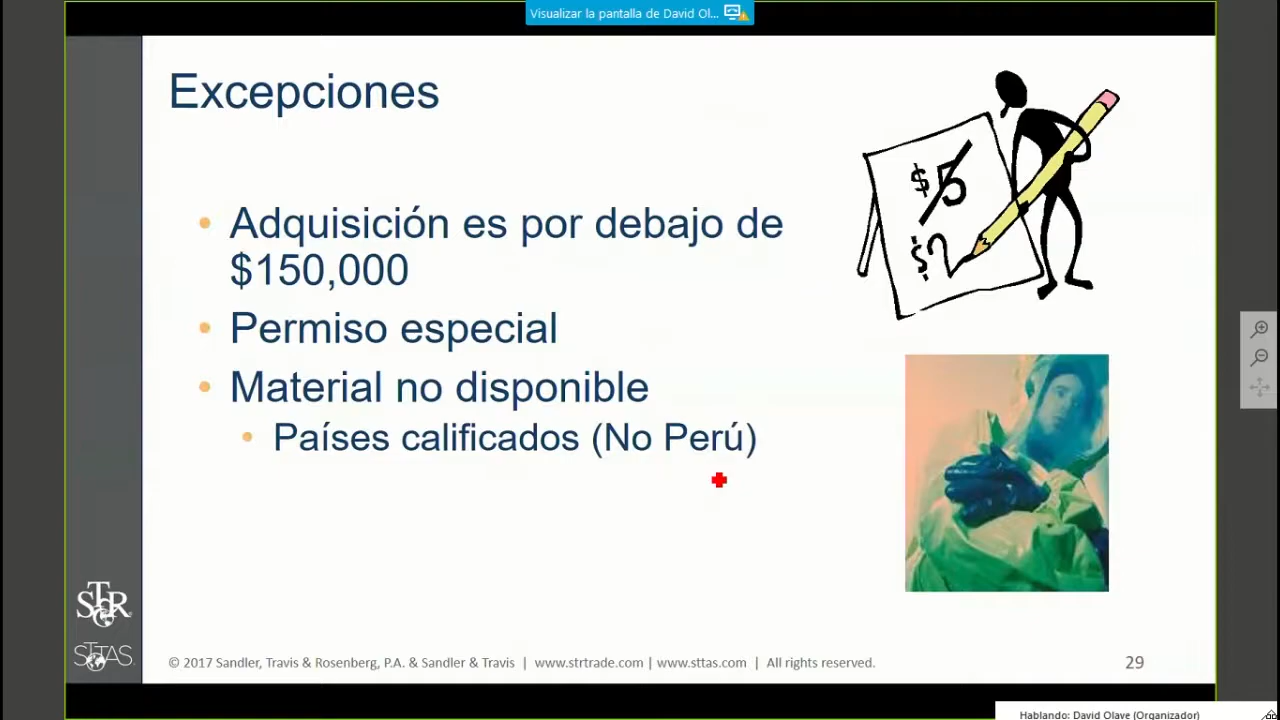 Visualizar la pantalla de David Ol...
Excepciones
• Adquisición es por debajo de
$150,000
• Permiso especial
• Material no disponible
• Países calificados (No Perú)
$5
$2
STR
STTAS
© 2017 Sandler, Travis & Rosenberg, P.A. & Sandler & Travis | www.strtrade.com | www.sttas.com | All rights reserved.
29
Hablando: David Olave (Organizador)